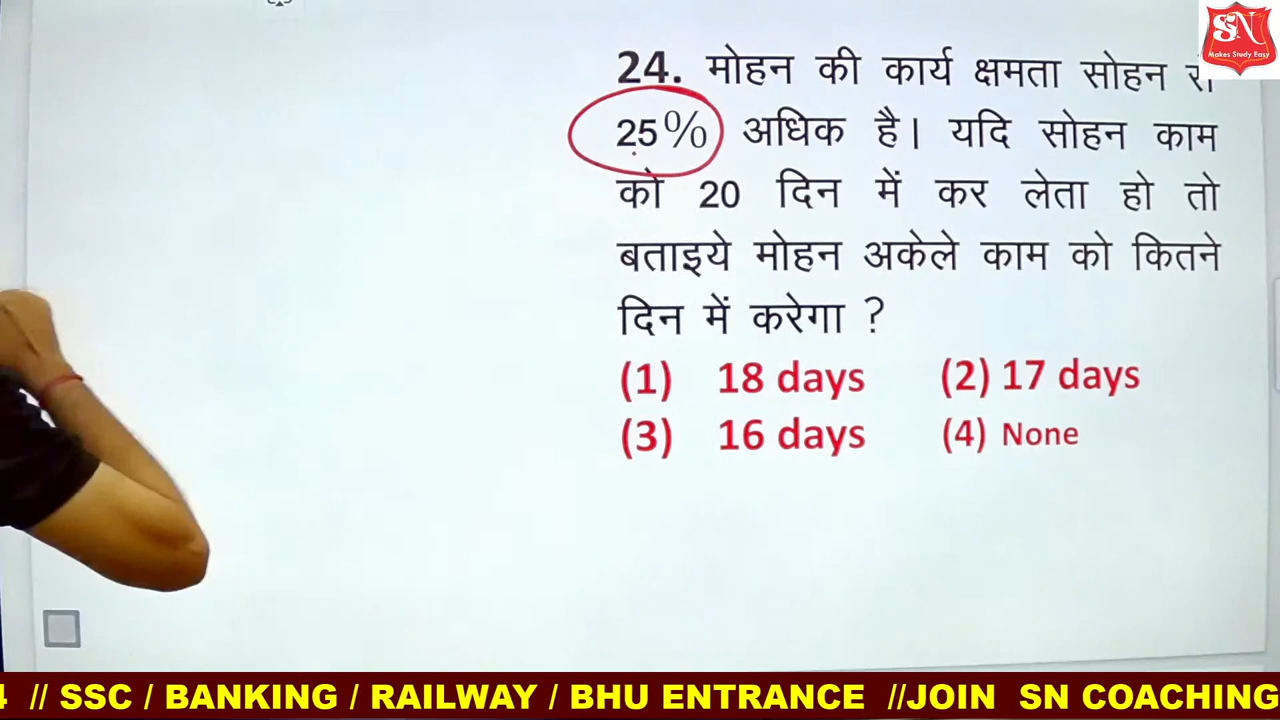 24. मोहन की कार्य क्षमता सोहन
25% अधिक है। यदि सोहन काम
को 20 दिन में कर लेता हो तो
बताइये मोहन अकेले काम को कितने
दिन में करेगा ?
(1) 18 days (2) 17 days
(3) 16 days (4) None
SN
Makes Study Easy
4 // SSC / BANKING / RAILWAY / BHU ENTRANCE //JOIN SN COACHING